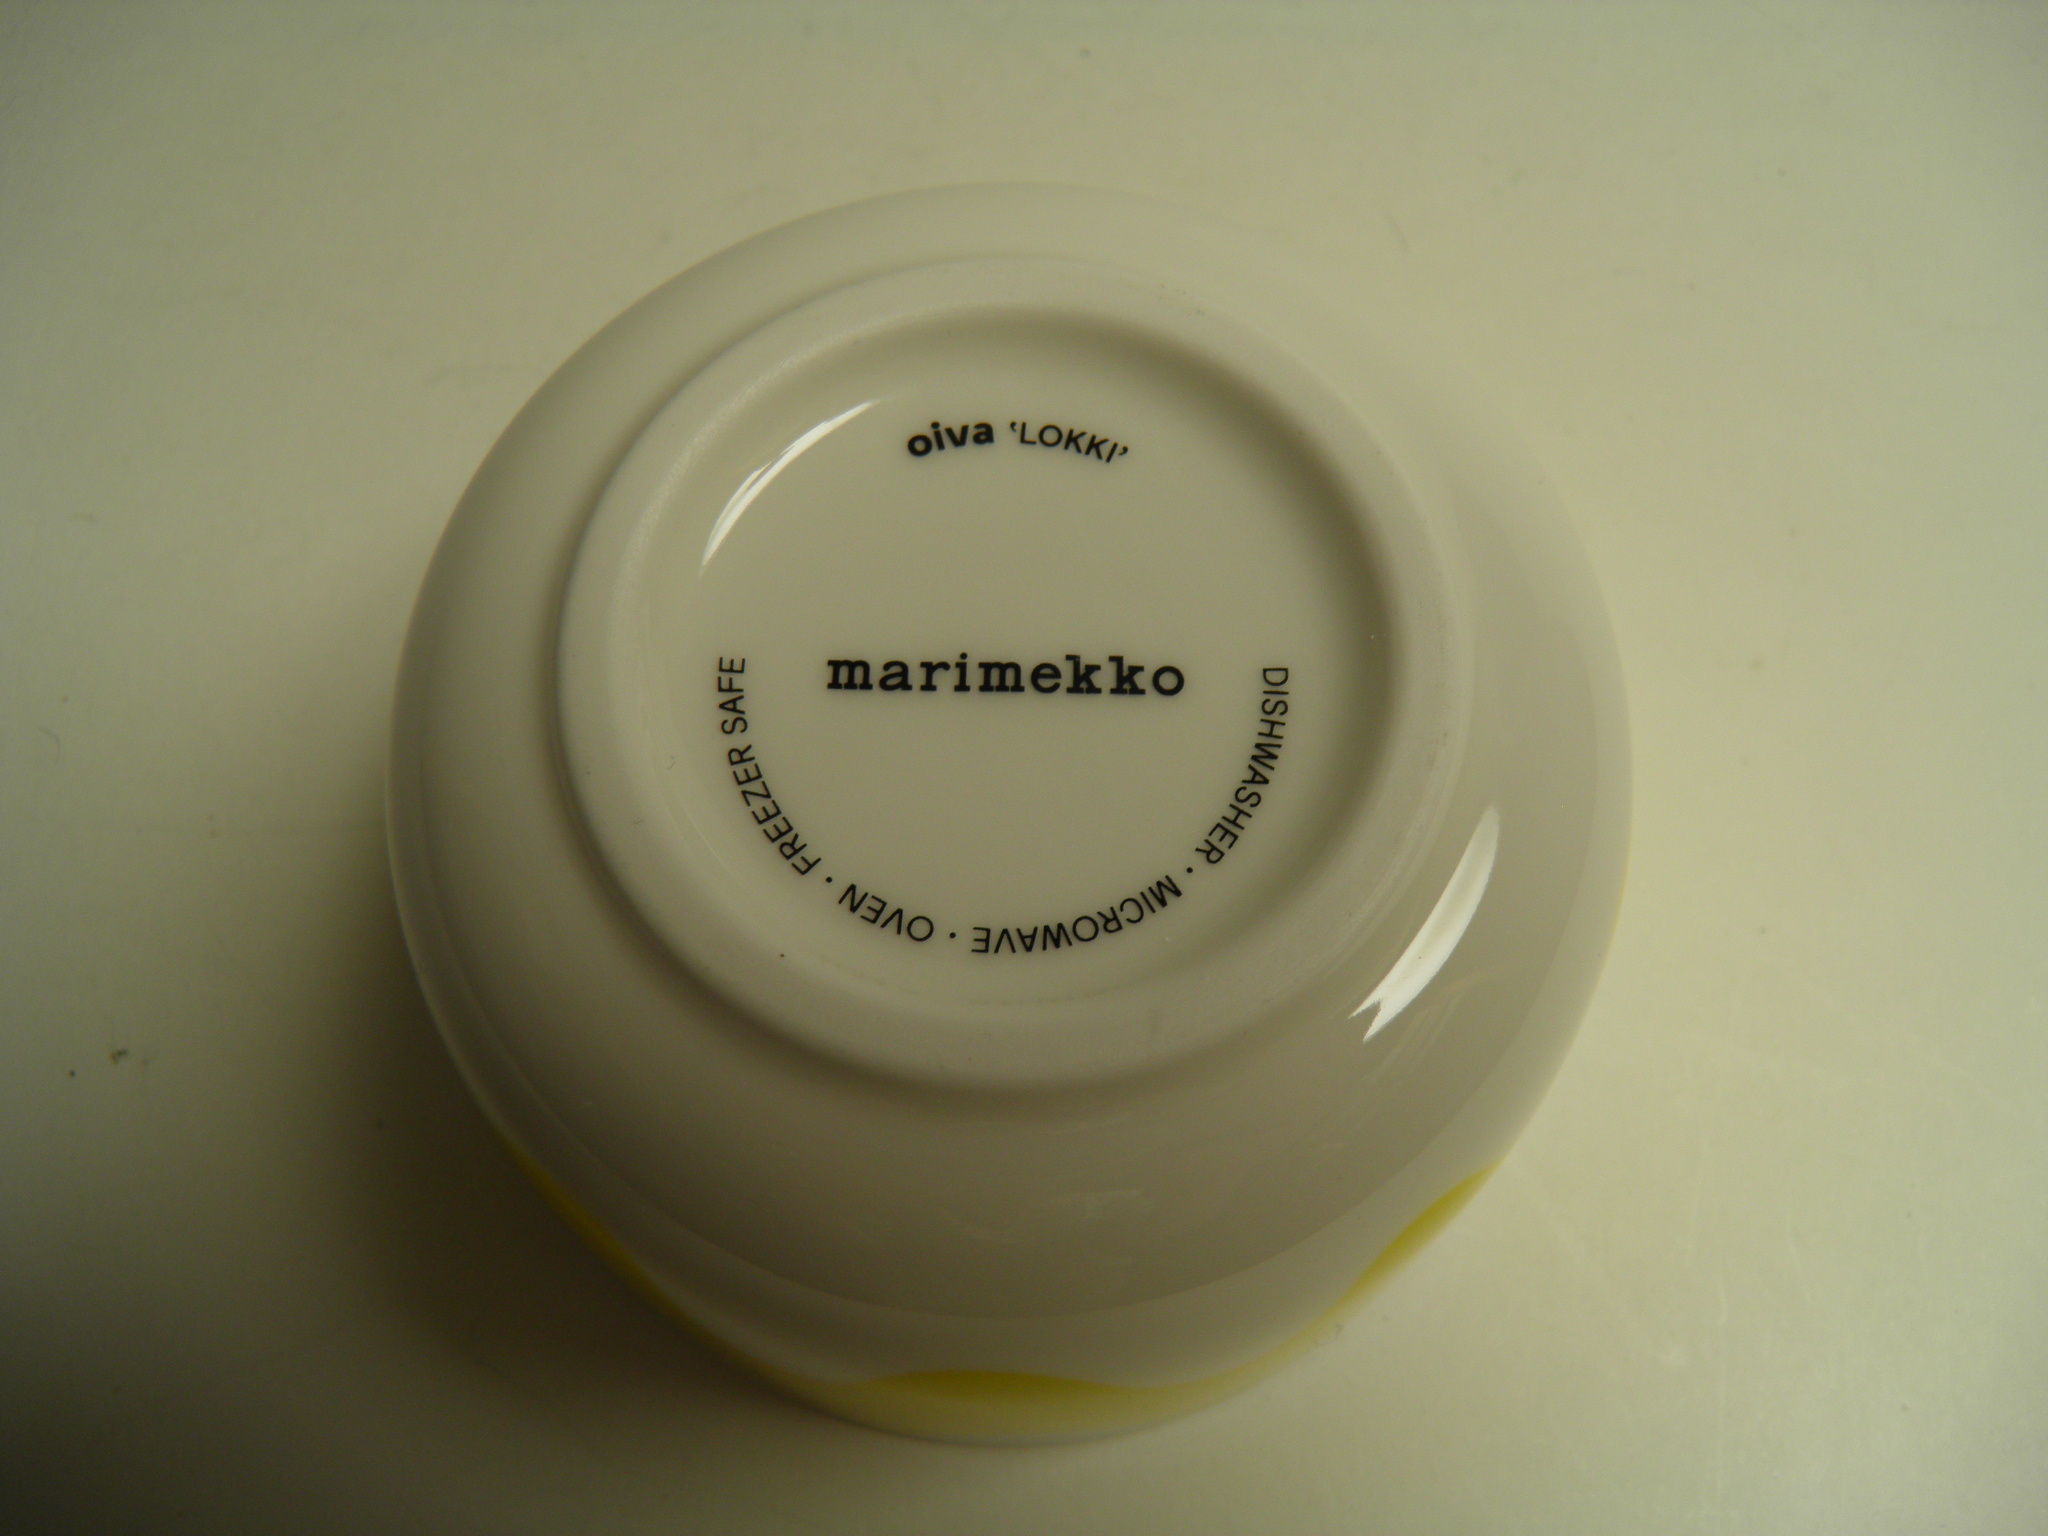 oiva 'LOKKI'
marimekko
DISHWASHER · MICROWAVE · OVEN · FREEZER SAFE